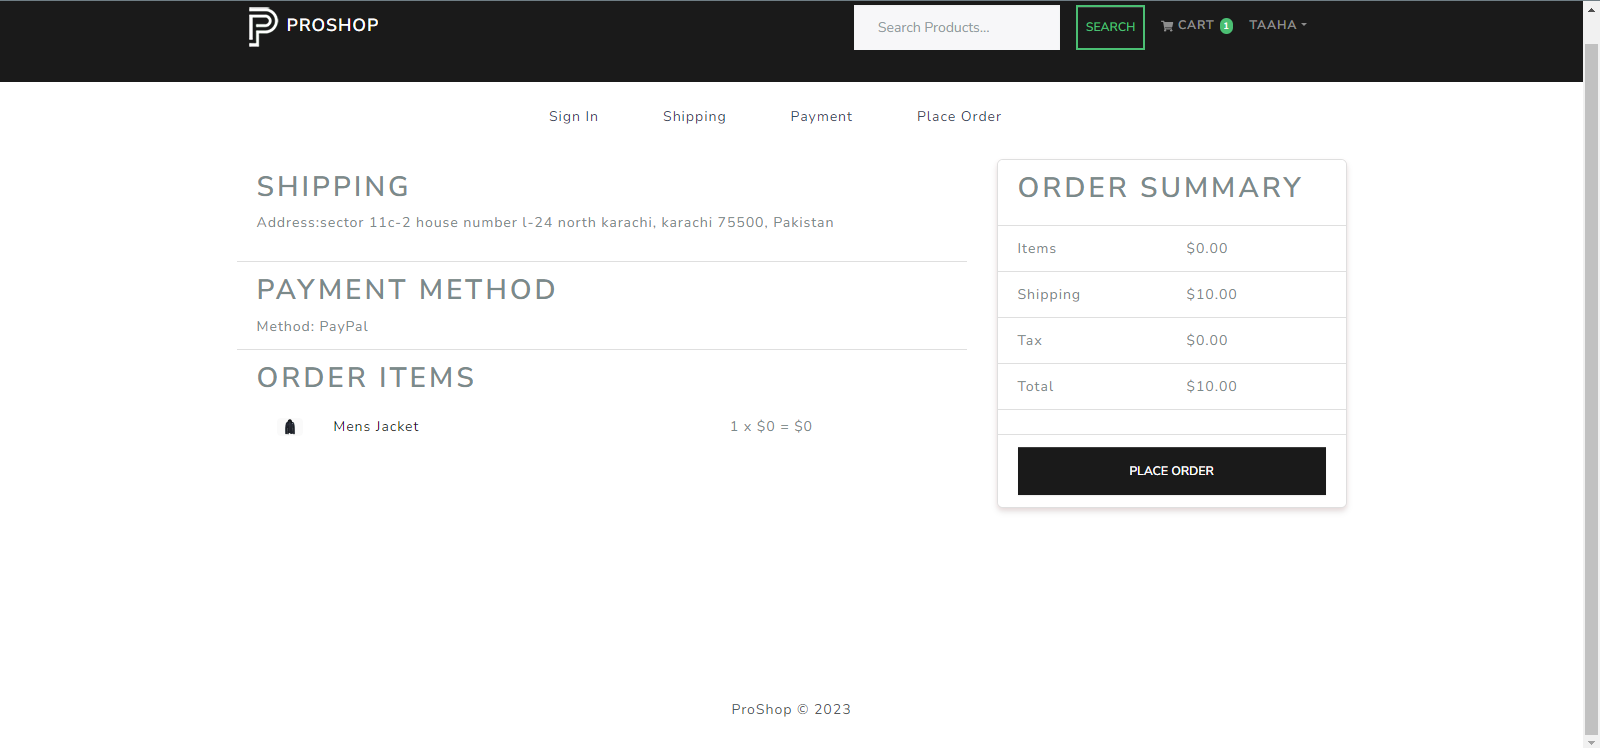 PROSHOP
Search Products...
SEARCH
CART 1
TAAHA
Sign In
Shipping
Payment
Place Order
SHIPPING
Address:sector 11c-2 house number l-24 north karachi, karachi 75500, Pakistan
PAYMENT METHOD
Method: PayPal
ORDER ITEMS
Mens Jacket
1 x $0 = $0
ORDER SUMMARY
Items $0.00
Shipping $10.00
Tax $0.00
Total $10.00
PLACE ORDER
ProShop © 2023